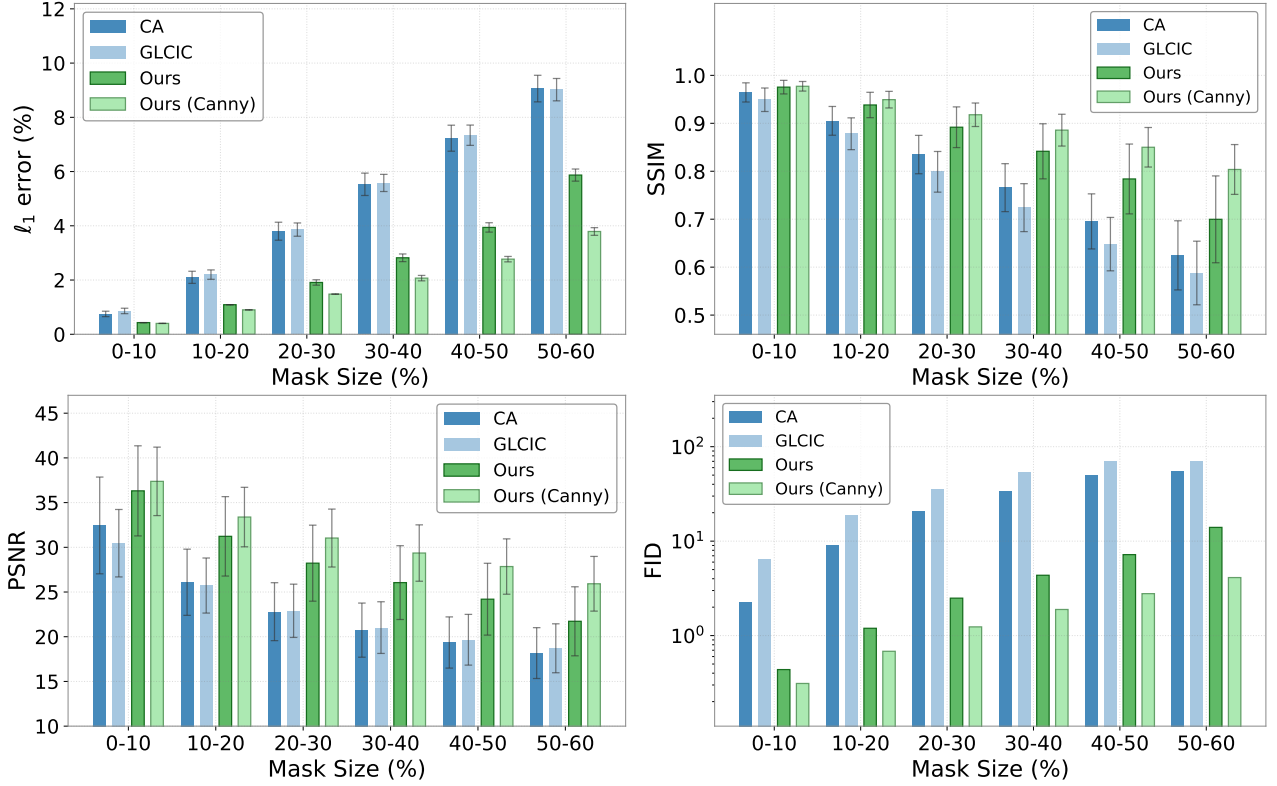 12
10
8
6
4
2
0
ℓ₁ error (%)
CA
GLCIC
Ours
Ours (Canny)
0-10 10-20 20-30 30-40 40-50 50-60
Mask Size (%)
1.0
0.9
0.8
0.7
0.6
0.5
SSIM
CA
GLCIC
Ours
Ours (Canny)
0-10 10-20 20-30 30-40 40-50 50-60
Mask Size (%)
45
40
35
30
25
20
15
10
PSNR
CA
GLCIC
Ours
Ours (Canny)
0-10 10-20 20-30 30-40 40-50 50-60
Mask Size (%)
10²
10¹
10⁰
FID
CA
GLCIC
Ours
Ours (Canny)
0-10 10-20 20-30 30-40 40-50 50-60
Mask Size (%)